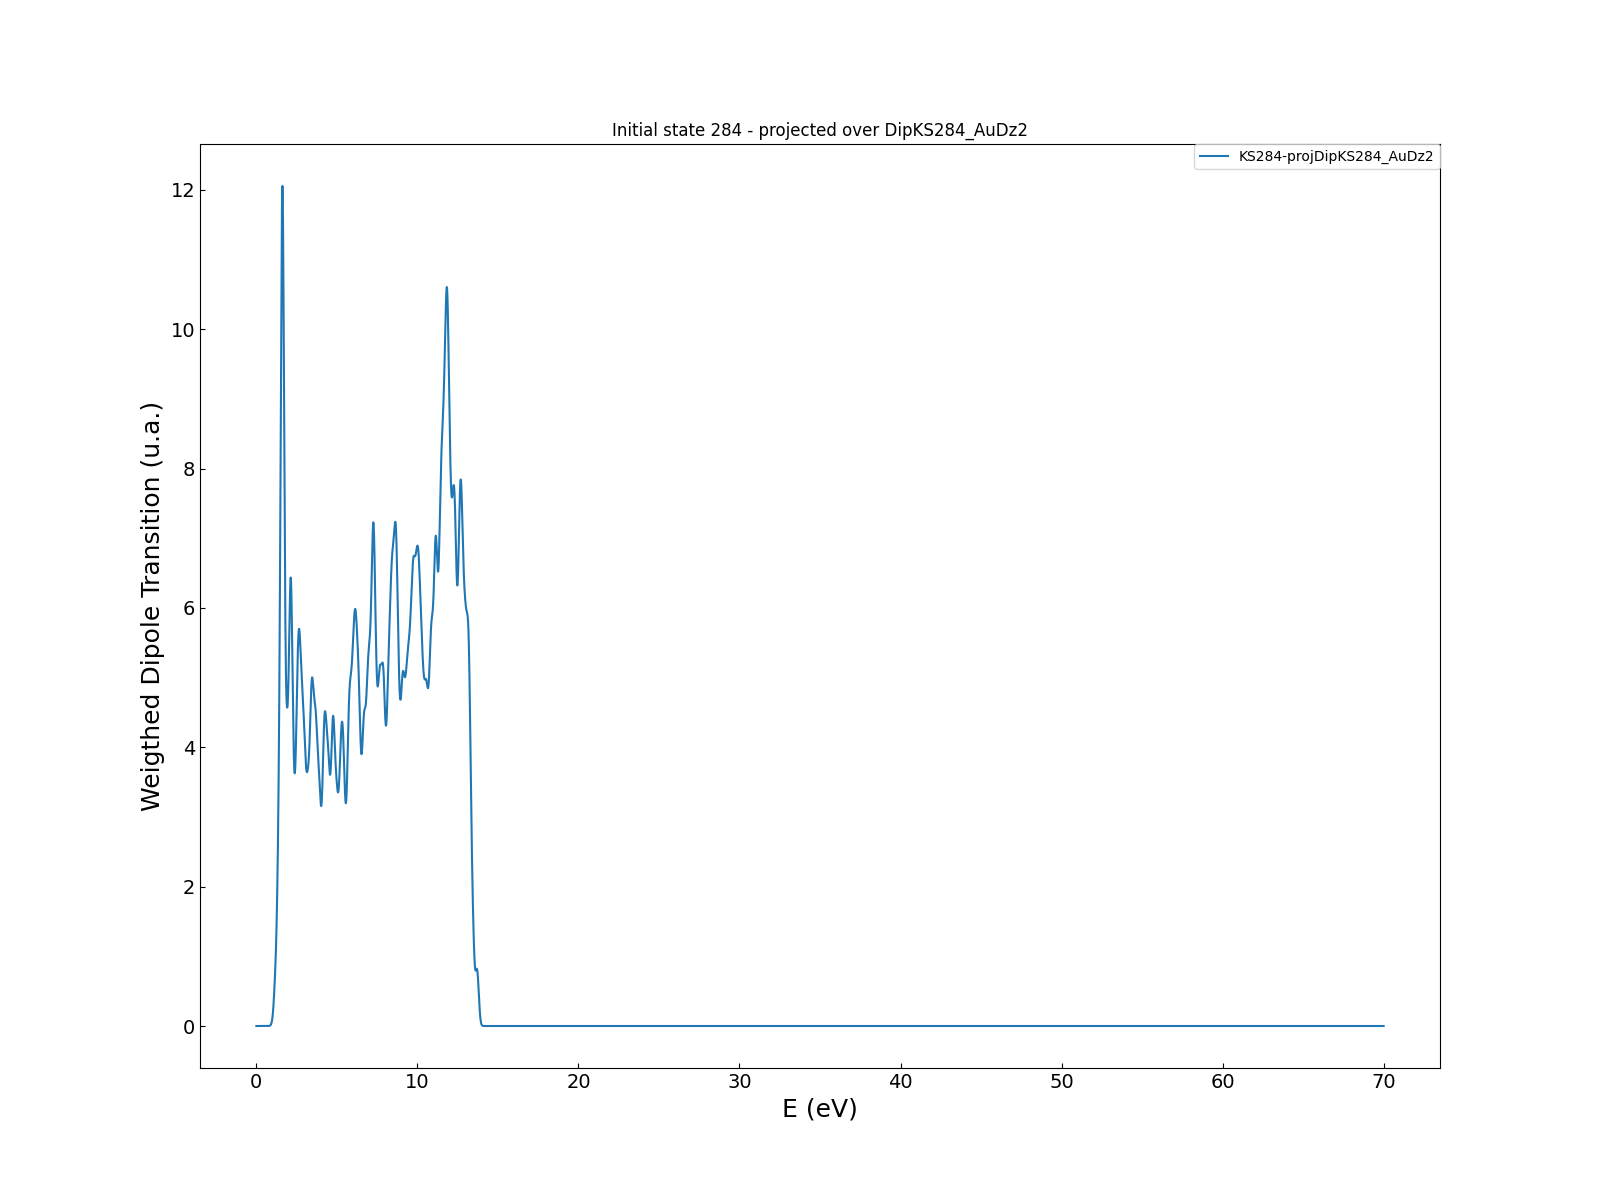 Initial state 284 - projected over DipKS284_AuDz2
KS284-projDipKS284_AuDz2
12
10
8
6
4
2
0
Weigthed Dipole Transition (u.a.)
0 10 20 30 40 50 60 70
E (eV)